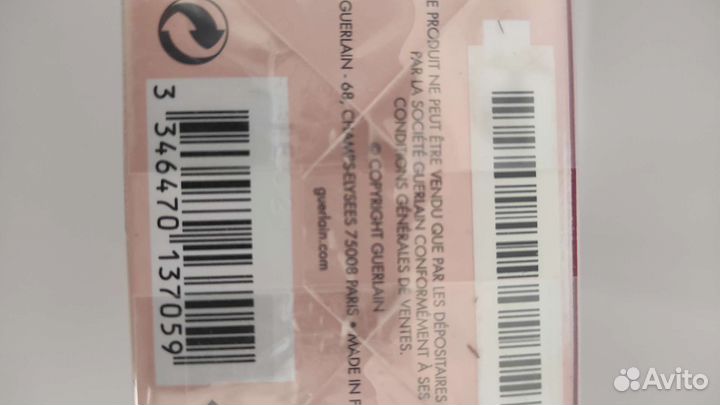 E PRODUIT NE PEUT ÊTRE VENDU QUE PAR LES DÉPOSITAIRES
PAR LA SOCIÉTÉ GUERLAIN CONFORMÉMENT À SES
CONDITIONS GÉNÉRALES DE VENTES.
© COPYRIGHT GUERLAIN
GUERLAIN - 68, CHAMPS-ELYSEES 75008 PARIS • MADE IN F
guerlain.com
3 346470 137059
Avito